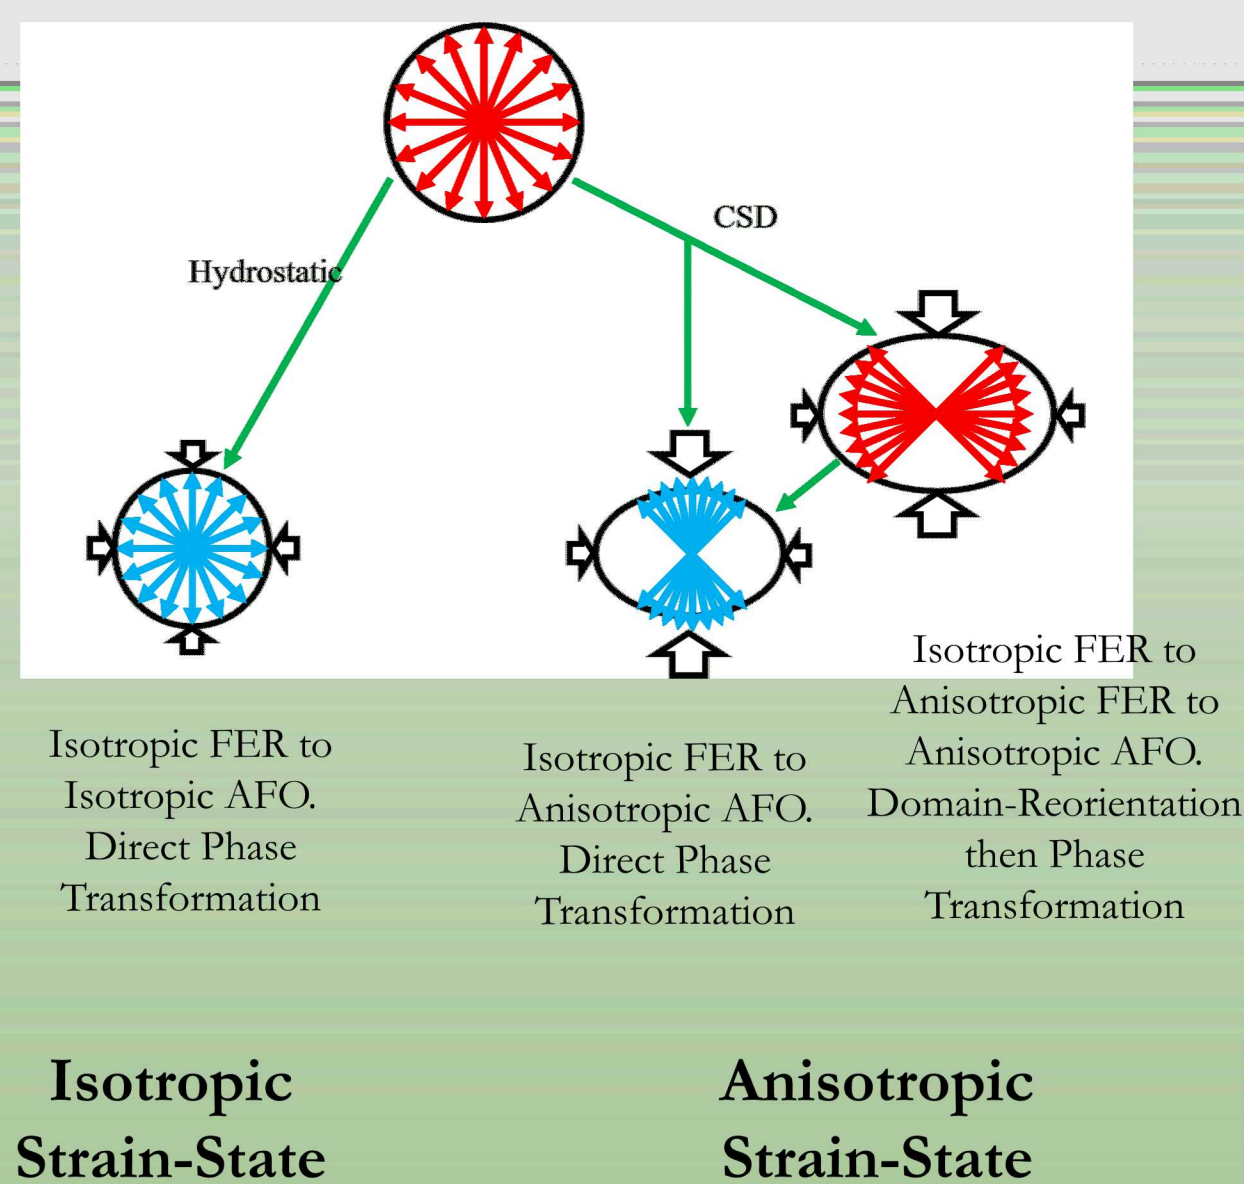 CSD
Hydrostatic
Isotropic FER to
Isotropic AFO.
Direct Phase
Transformation
Isotropic FER to
Anisotropic AFO.
Direct Phase
Transformation
Isotropic FER to
Anisotropic FER to
Anisotropic AFO.
Domain-Reorientation
then Phase
Transformation
Isotropic
Strain-State
Anisotropic
Strain-State